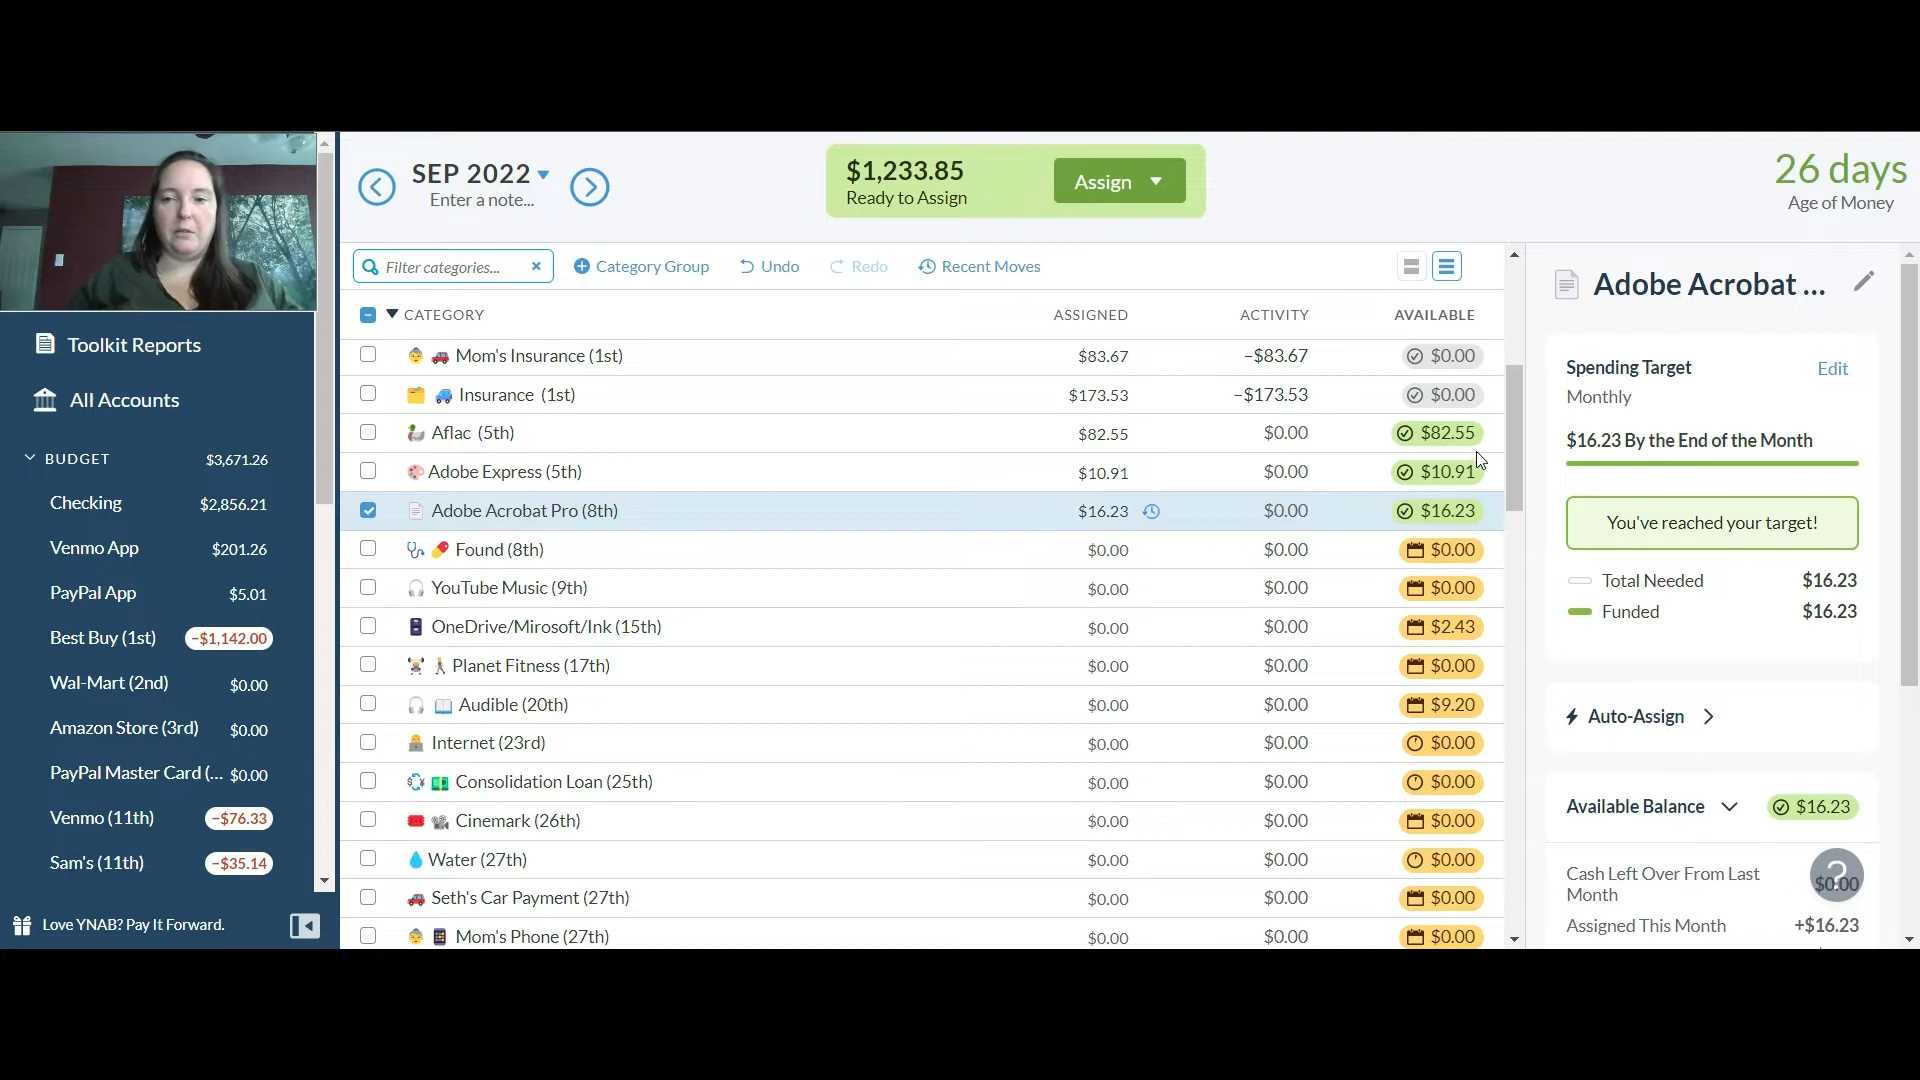 SEP 2022
Enter a note...
$1,233.85
Ready to Assign
Assign
26 days
Age of Money
Toolkit Reports
All Accounts
BUDGET $3,671.26
Checking $2,856.21
Venmo App $201.26
PayPal App $5.01
Best Buy (1st) –$1,142.00
Wal-Mart (2nd) $0.00
Amazon Store (3rd) $0.00
PayPal Master Card (... $0.00
Venmo (11th) –$76.33
Sam's (11th) –$35.14
Love YNAB? Pay It Forward.
Filter categories...
Category Group
Undo
Redo
Recent Moves
CATEGORY ASSIGNED ACTIVITY AVAILABLE
Mom's Insurance (1st) $83.67 –$83.67 $0.00
Insurance (1st) $173.53 –$173.53 $0.00
Aflac (5th) $82.55 $0.00 $82.55
Adobe Express (5th) $10.91 $0.00 $10.91
Adobe Acrobat Pro (8th) $16.23 $0.00 $16.23
Found (8th) $0.00 $0.00 $0.00
YouTube Music (9th) $0.00 $0.00 $0.00
OneDrive/Mirosoft/Ink (15th) $0.00 $0.00 $2.43
Planet Fitness (17th) $0.00 $0.00 $0.00
Audible (20th) $0.00 $0.00 $9.20
Internet (23rd) $0.00 $0.00 $0.00
Consolidation Loan (25th) $0.00 $0.00 $0.00
Cinemark (26th) $0.00 $0.00 $0.00
Water (27th) $0.00 $0.00 $0.00
Seth's Car Payment (27th) $0.00 $0.00 $0.00
Mom's Phone (27th) $0.00 $0.00 $0.00
Adobe Acrobat ...
Spending Target Edit
Monthly
$16.23 By the End of the Month
You've reached your target!
Total Needed $16.23
Funded $16.23
Auto-Assign
Available Balance $16.23
Cash Left Over From Last
Month $0.00
?
Assigned This Month +$16.23